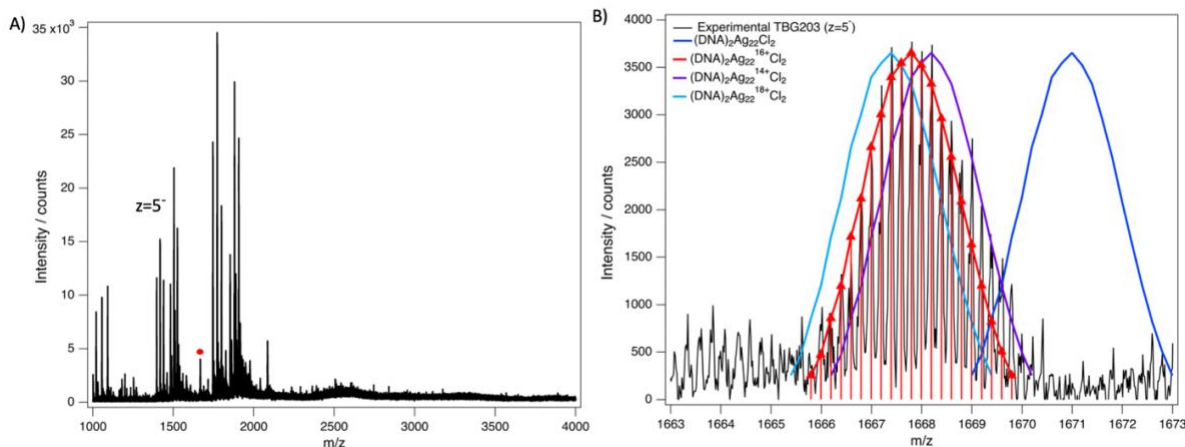 A)
35 x10³
30
25
20
15
10
5
0
Intensity / counts
z=5⁻
1000 1500 2000 2500 3000 3500 4000
m/z
B)
4000
3500
3000
2500
2000
1500
1000
500
0
Intensity / counts
Experimental TBG203 (z=5⁻)
(DNA)₂Ag₂₂Cl₂
(DNA)₂Ag₂₂¹⁶⁺Cl₂
(DNA)₂Ag₂₂¹⁴⁺Cl₂
(DNA)₂Ag₂₂¹⁸⁺Cl₂
1663 1664 1665 1666 1667 1668 1669 1670 1671 1672 1673
m/z